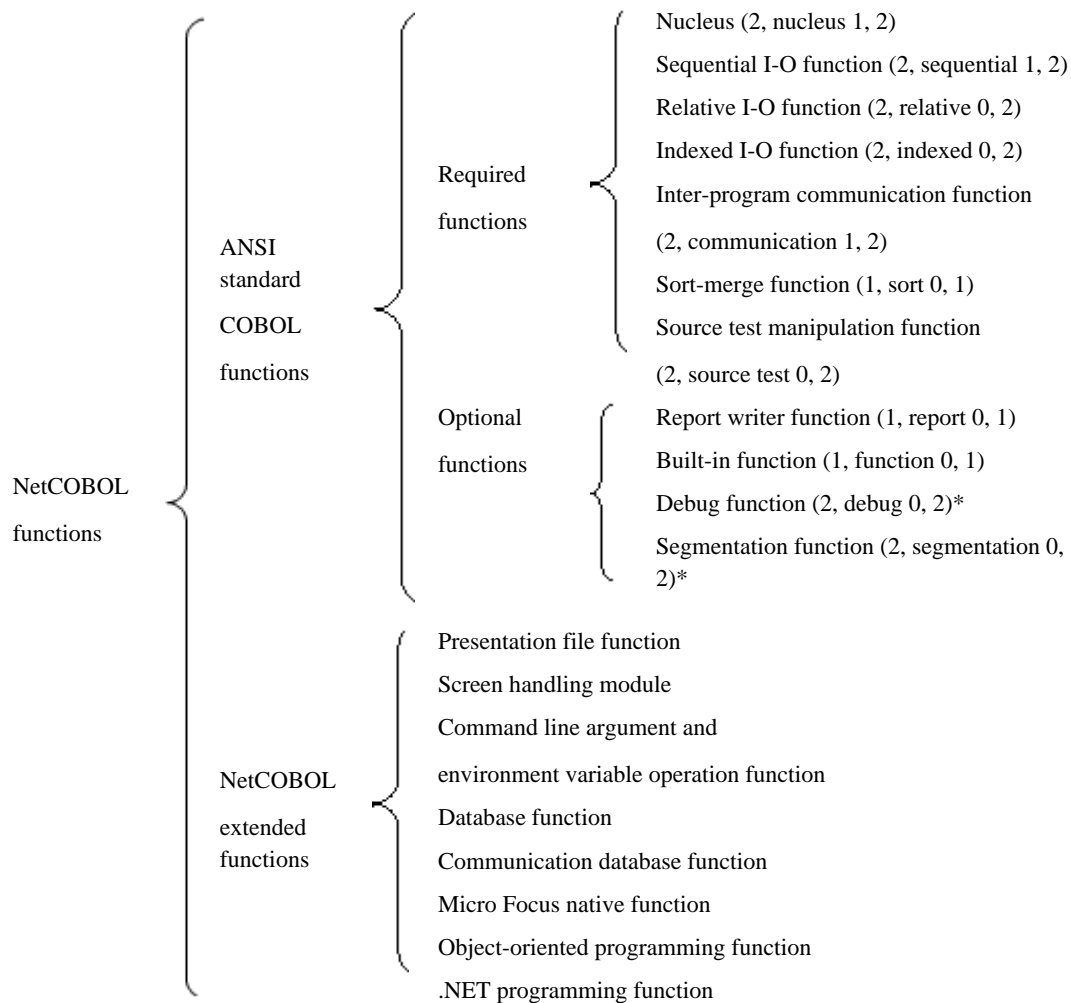 NetCOBOL
functions
ANSI
standard
COBOL
functions
Required
functions
Nucleus (2, nucleus 1, 2)
Sequential I-O function (2, sequential 1, 2)
Relative I-O function (2, relative 0, 2)
Indexed I-O function (2, indexed 0, 2)
Inter-program communication function
(2, communication 1, 2)
Sort-merge function (1, sort 0, 1)
Source test manipulation function
(2, source test 0, 2)
Optional
functions
Report writer function (1, report 0, 1)
Built-in function (1, function 0, 1)
Debug function (2, debug 0, 2)*
Segmentation function (2, segmentation 0,
2)*
NetCOBOL
extended
functions
Presentation file function
Screen handling module
Command line argument and
environment variable operation function
Database function
Communication database function
Micro Focus native function
Object-oriented programming function
.NET programming function